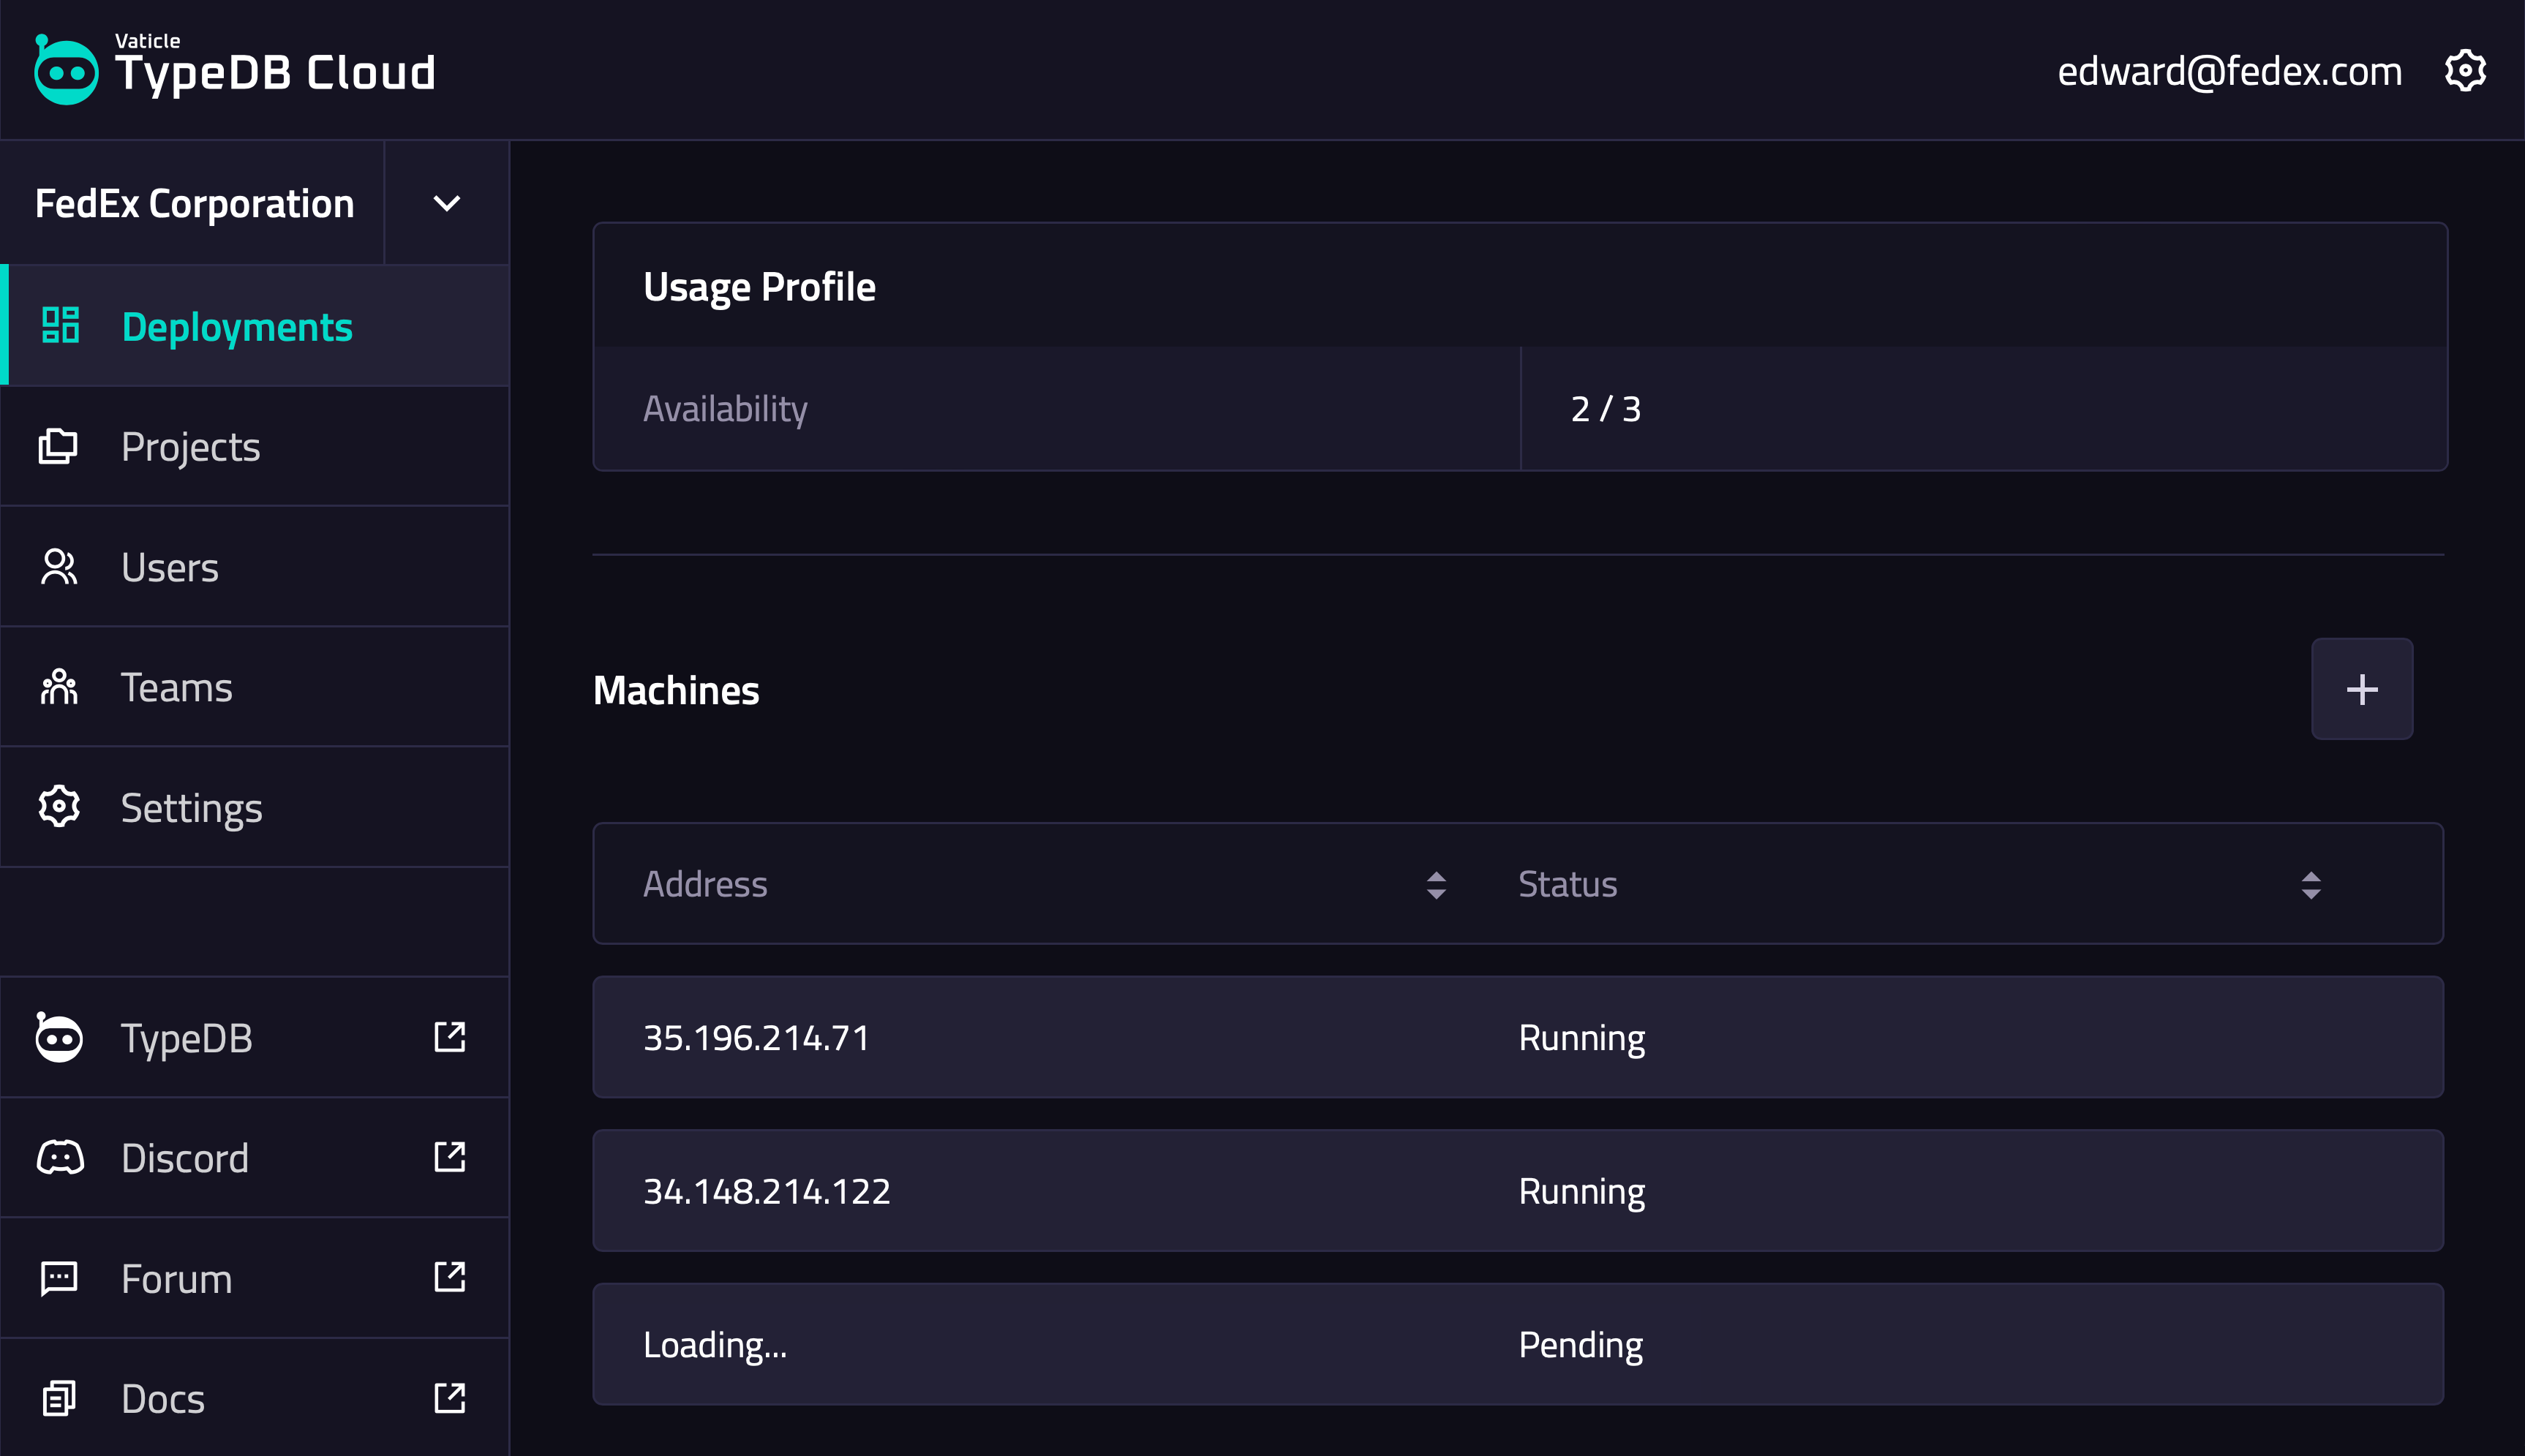 Vaticle
TypeDB Cloud
edward@fedex.com
FedEx Corporation
Deployments
Projects
Users
Teams
Settings
TypeDB
Discord
Forum
Docs
Usage Profile
Availability 2 / 3
Machines
Address Status
35.196.214.71 Running
34.148.214.122 Running
Loading... Pending